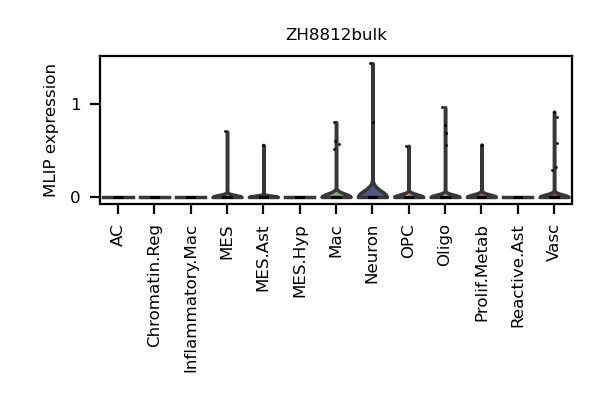 ZH8812bulk
MLIP expression
1
0
AC
Chromatin.Reg
Inflammatory.Mac
MES
MES.Ast
MES.Hyp
Mac
Neuron
OPC
Oligo
Prolif.Metab
Reactive.Ast
Vasc